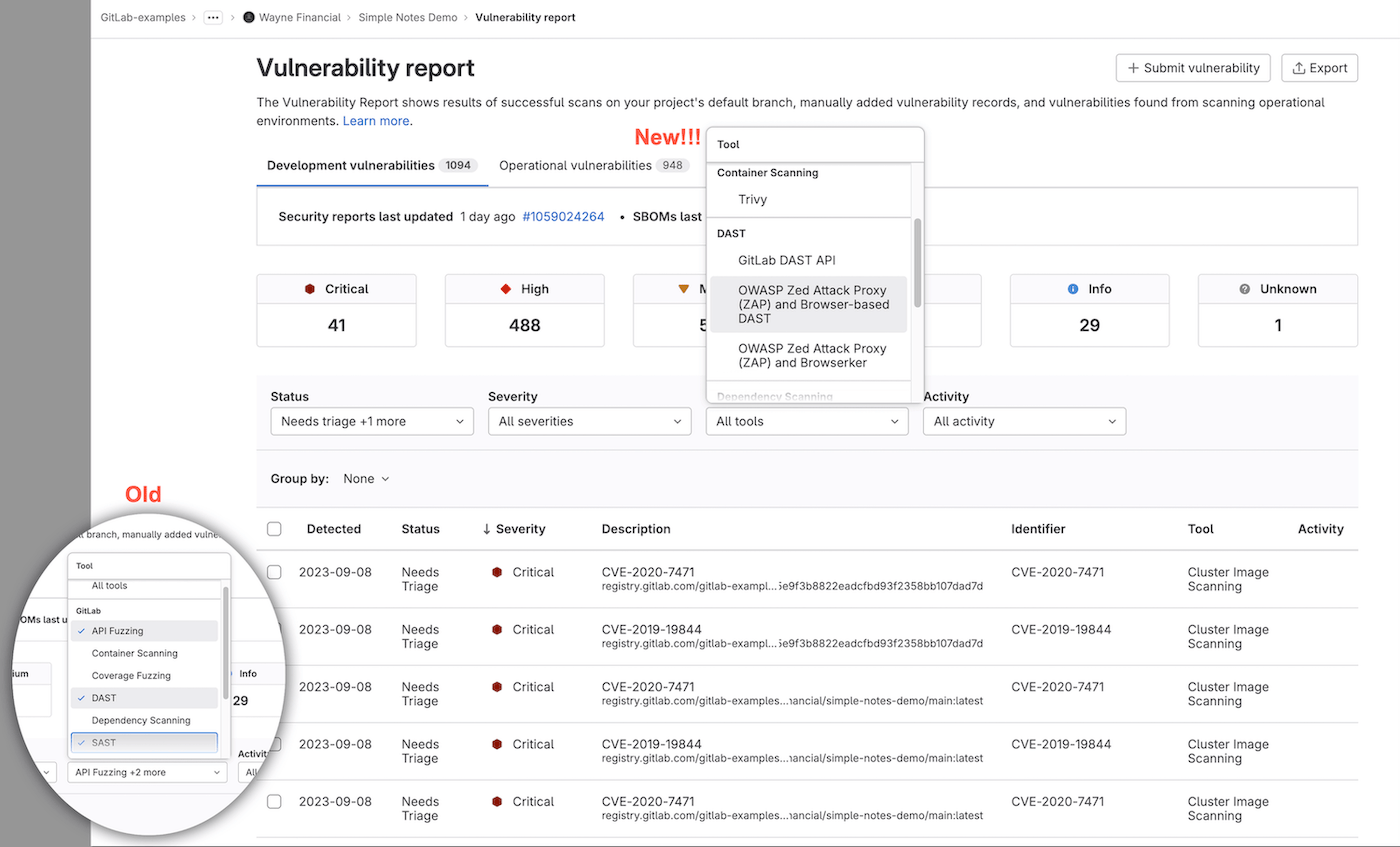 GitLab-examples › ... › Wayne Financial › Simple Notes Demo › Vulnerability report
Vulnerability report
+ Submit vulnerability
Export
The Vulnerability Report shows results of successful scans on your project's default branch, manually added vulnerability records, and vulnerabilities found from scanning operational
environments. Learn more.
New!!!
Development vulnerabilities 1094
Operational vulnerabilities 948
Security reports last updated 1 day ago #1059024264 • SBOMs last
Tool
Container Scanning
Trivy
DAST
GitLab DAST API
OWASP Zed Attack Proxy
(ZAP) and Browser-based
DAST
OWASP Zed Attack Proxy
(ZAP) and Browserker
Dependency Scanning
Critical
41
High
488
M
5
Info
29
Unknown
1
Status
Needs triage +1 more
Severity
All severities
All tools
Activity
All activity
Group by: None
Detected Status Severity Description Identifier Tool Activity
2023-09-08 Needs Critical CVE-2020-7471 CVE-2020-7471 Cluster Image
Triage registry.gitlab.com/gitlab-exampl...5e9f3b8822eadcfbd93f2358bb107dad7d Scanning
2023-09-08 Needs Critical CVE-2019-19844 CVE-2019-19844 Cluster Image
Triage registry.gitlab.com/gitlab-exampl...5e9f3b8822eadcfbd93f2358bb107dad7d Scanning
2023-09-08 Needs Critical CVE-2020-7471 CVE-2020-7471 Cluster Image
Triage registry.gitlab.com/gitlab-examples...nancial/simple-notes-demo/main:latest Scanning
2023-09-08 Needs Critical CVE-2019-19844 CVE-2019-19844 Cluster Image
Triage registry.gitlab.com/gitlab-examples...nancial/simple-notes-demo/main:latest Scanning
2023-09-08 Needs Critical CVE-2020-7471 CVE-2020-7471 Cluster Image
Triage registry.gitlab.com/gitlab-examples...nancial/simple-notes-demo/main:latest Scanning
Old
branch, manually added vulne
OMs last u
Tool
All tools
GitLab
API Fuzzing
Container Scanning
Coverage Fuzzing
DAST
Dependency Scanning
SAST
ium
Info
29
Activit
API Fuzzing +2 more
All